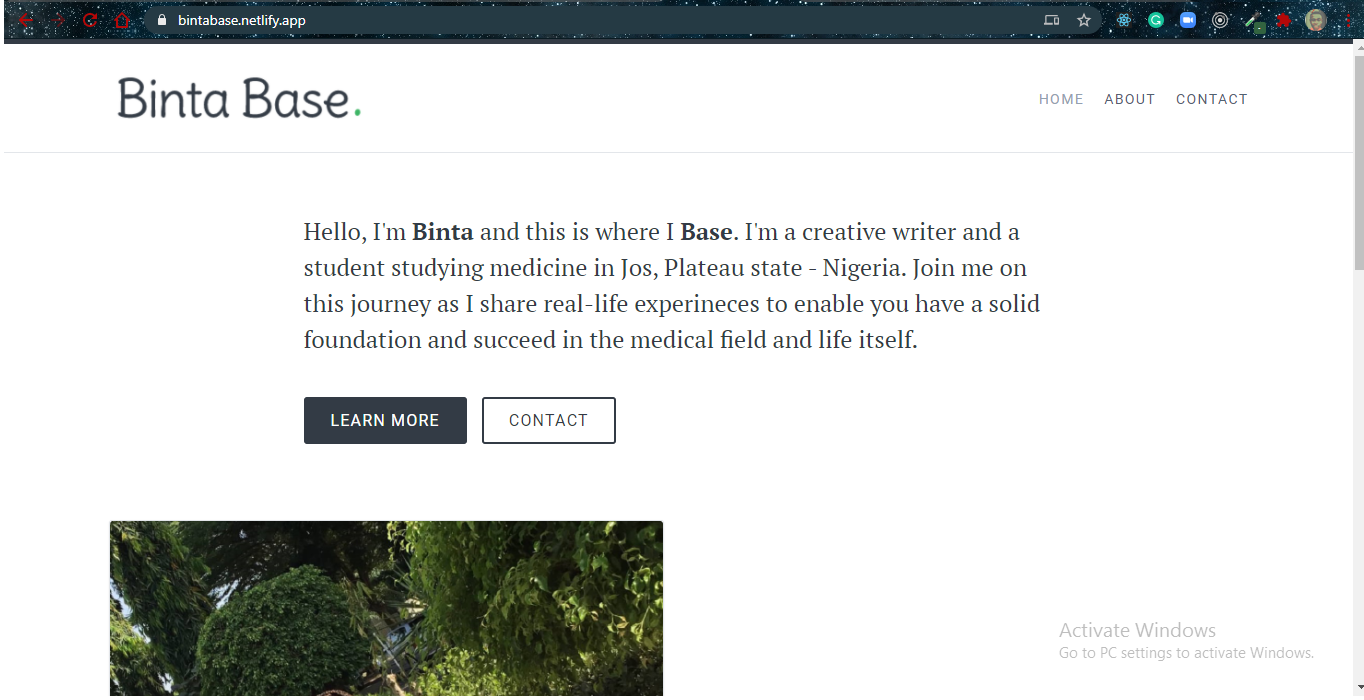 bintabase.netlify.app
Binta Base.
HOME ABOUT CONTACT
Hello, I'm Binta and this is where I Base. I'm a creative writer and a
student studying medicine in Jos, Plateau state - Nigeria. Join me on
this journey as I share real-life experineces to enable you have a solid
foundation and succeed in the medical field and life itself.
LEARN MORE CONTACT
Activate Windows
Go to PC settings to activate Windows.